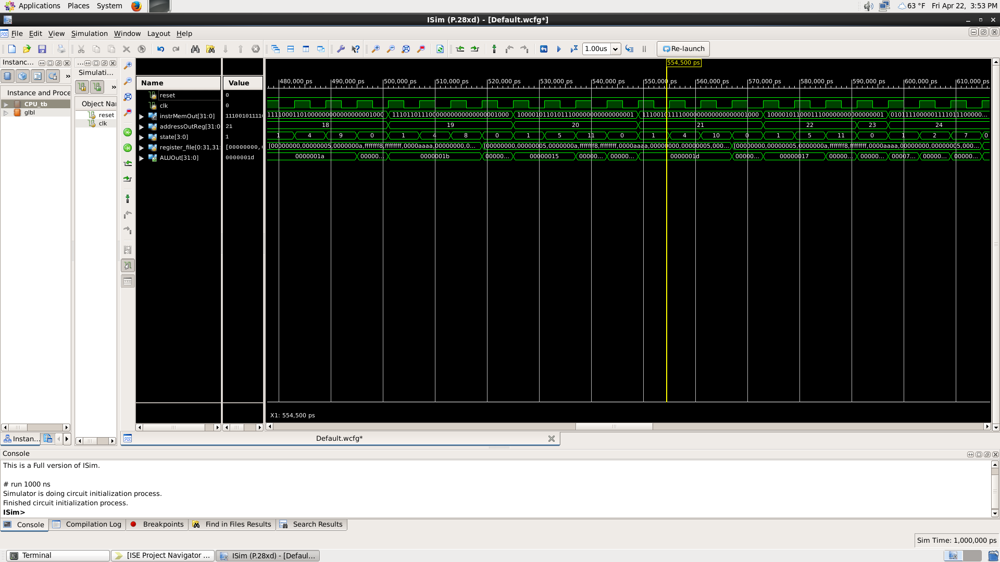 Applications Places System
63 °F Fri Apr 22, 3:53 PM
ISim (P.28xd) - [Default.wcfg*]
File Edit View Simulation Window Layout Help
1.00us
Re-launch
Instanc...
Instance and Proce
CPU_tb
glbl
Instan...
...
Simulati...
»
Object Nar
reset
clk
Name Value
reset 0
clk 0
instrMemOut[31:0] 11100101111
addressOutReg[31:0 21
state[3:0] 1
register_file[0:31,31: [00000000,
ALUOut[31:0] 0000001d
554,500 ps
480,000 ps 490,000 ps 500,000 ps 510,000 ps 520,000 ps 530,000 ps 540,000 ps 550,000 ps 560,000 ps 570,000 ps 580,000 ps 590,000 ps 600,000 ps 610,000 ps
18 19 20 21 22 23 24
1 4 9 0 1 4 8 0 1 5 11 0 1 4 10 0 1 5 11 0 1 2 7 0
[00000000,00000005,0000000a,fffffff8,ffffffff,0000aaaa,00000000,0... [00000000,00000005,0000000a,fffffff8,ffffffff,0000aaaa,00000000,00000005,000... [00000000,00000005,0000000a,fffffff8,ffffffff,0000aaaa,00000000,00000005,000...
0000001a 00000... 0000001b 00000... 00000015 00000... 00000... 0000001d 00000... 00000017 00000... 00000... 00007... 00000... 00000...
X1: 554,500 ps
Default.wcfg*
Console
This is a Full version of ISim.
# run 1000 ns
Simulator is doing circuit initialization process.
Finished circuit initialization process.
ISim>
Console Compilation Log Breakpoints Find in Files Results Search Results
Sim Time: 1,000,000 ps
Terminal [ISE Project Navigator ... ISim (P.28xd) - [Defaul...